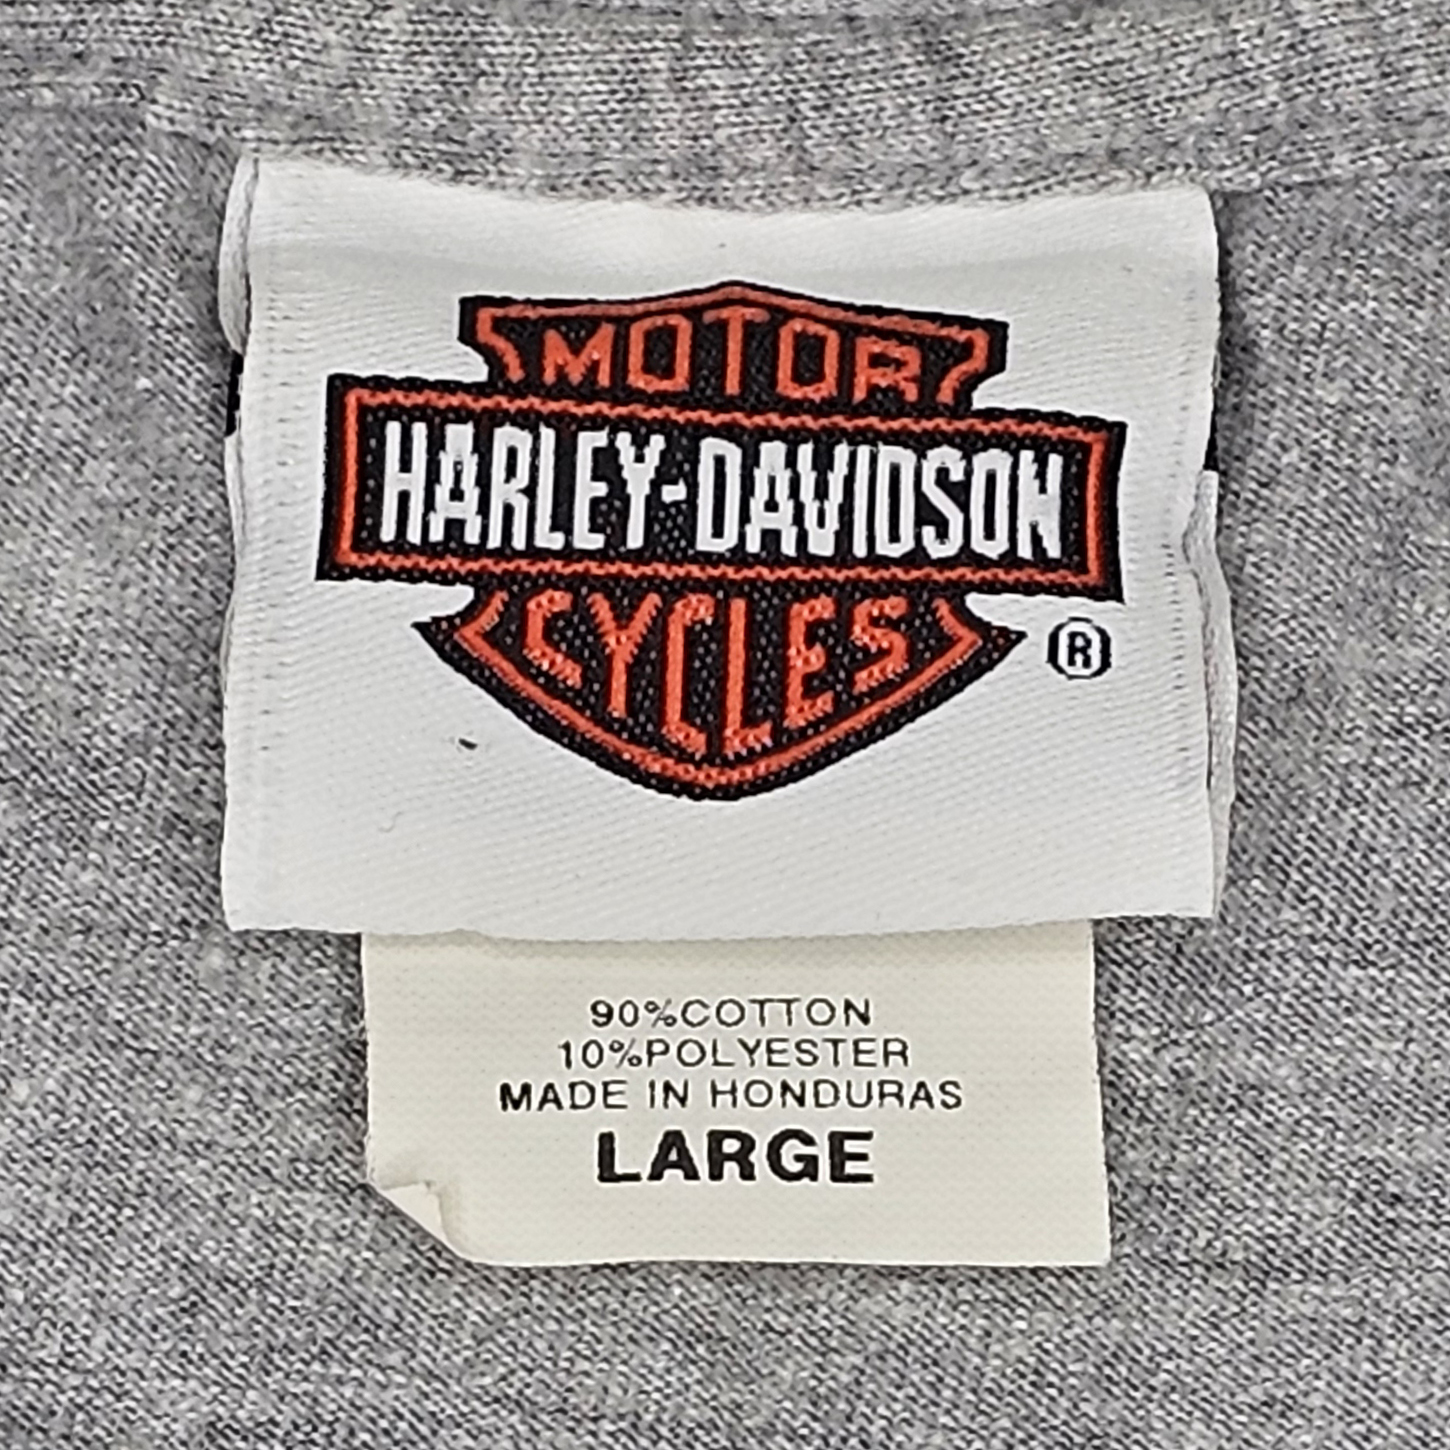 MOTOR
HARLEY-DAVIDSON
CYCLES
®
90%COTTON
10%POLYESTER
MADE IN HONDURAS
LARGE